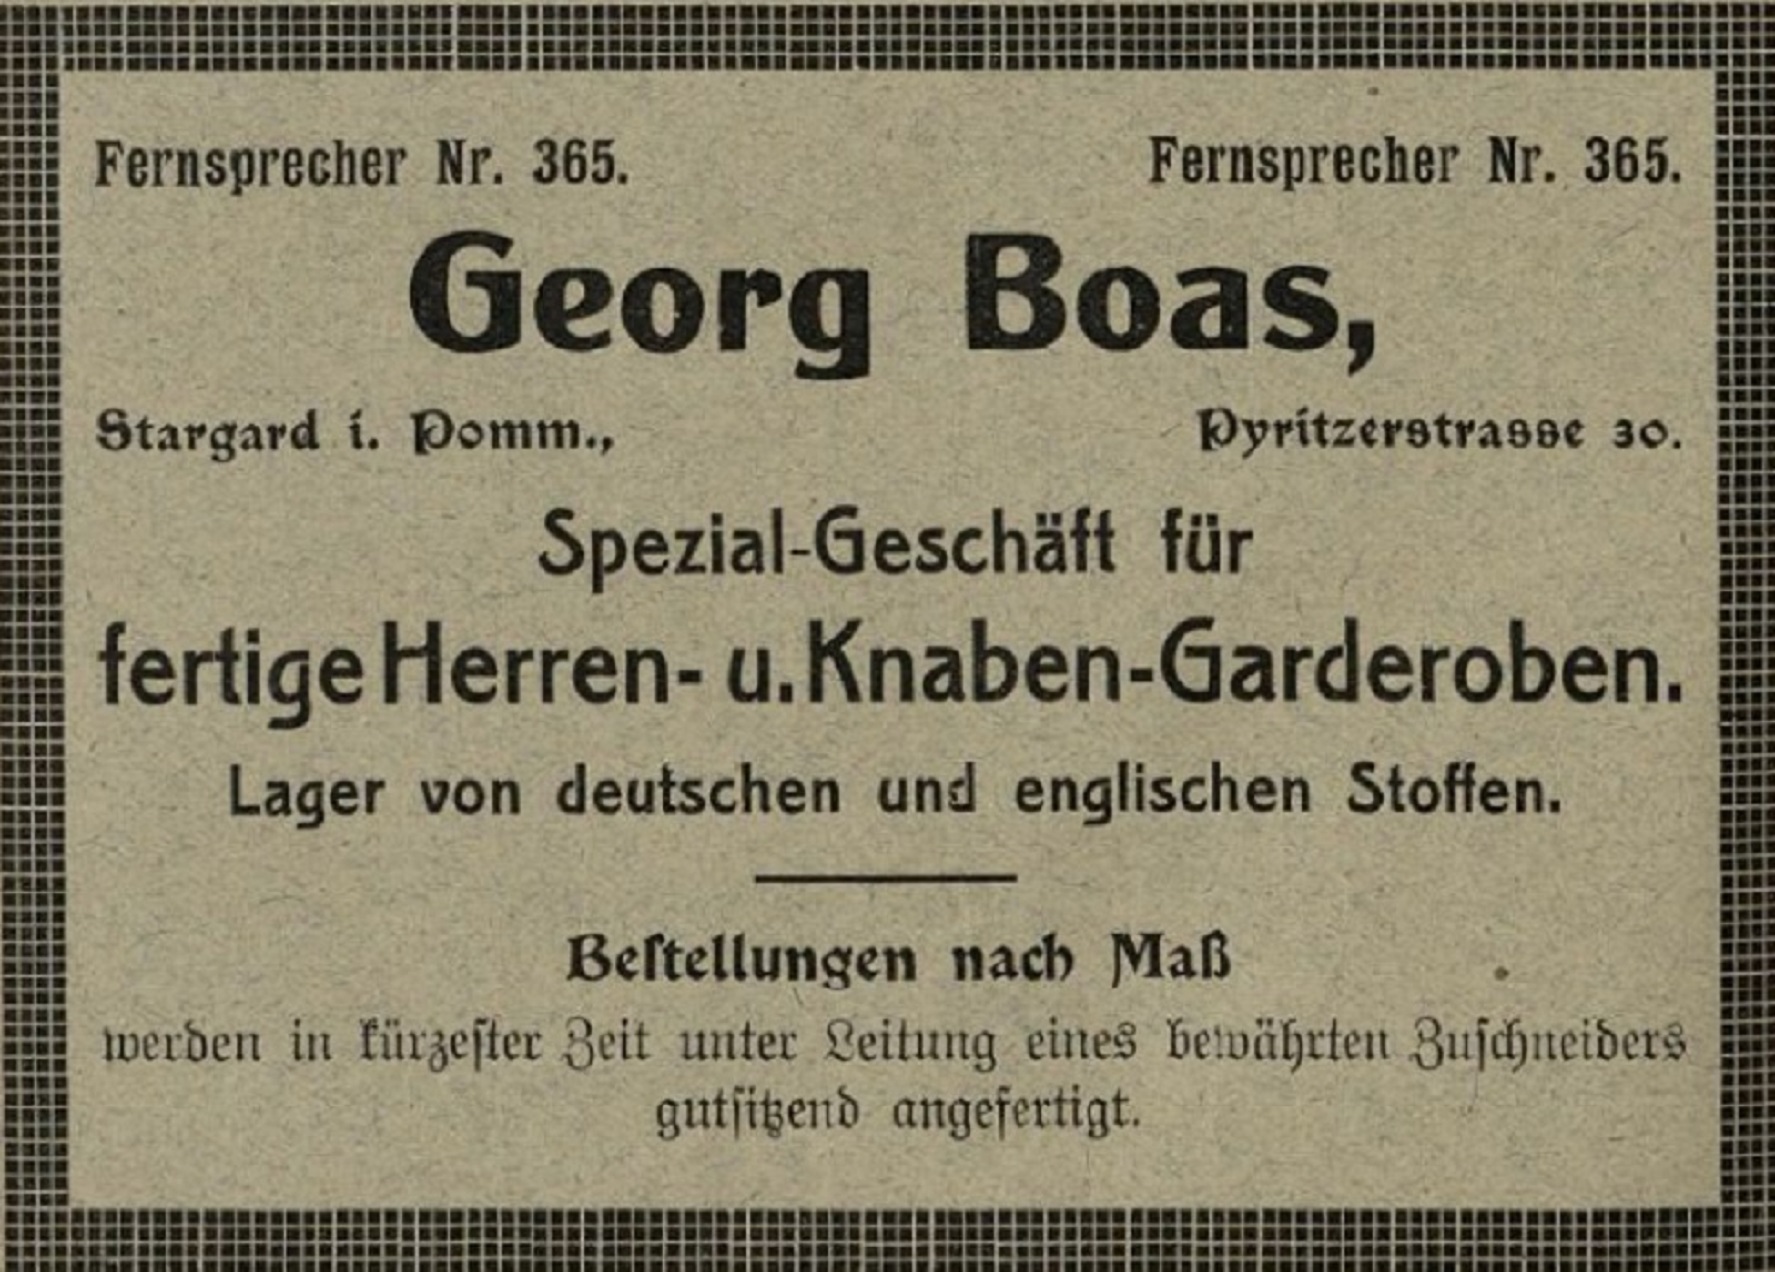 Fernsprecher Nr. 365. Fernsprecher Nr. 365.
Georg Boas,
Stargard i. Pomm., Pyritzerstrasse 30.
Spezial-Geschäft für
fertige Herren- u. Knaben-Garderoben.
Lager von deutschen und englischen Stoffen.
Beſtellungen nach Maß
werden in kürzeſter Zeit unter Leitung eines bewährten Zuſchneiders
gutſitzend angefertigt.